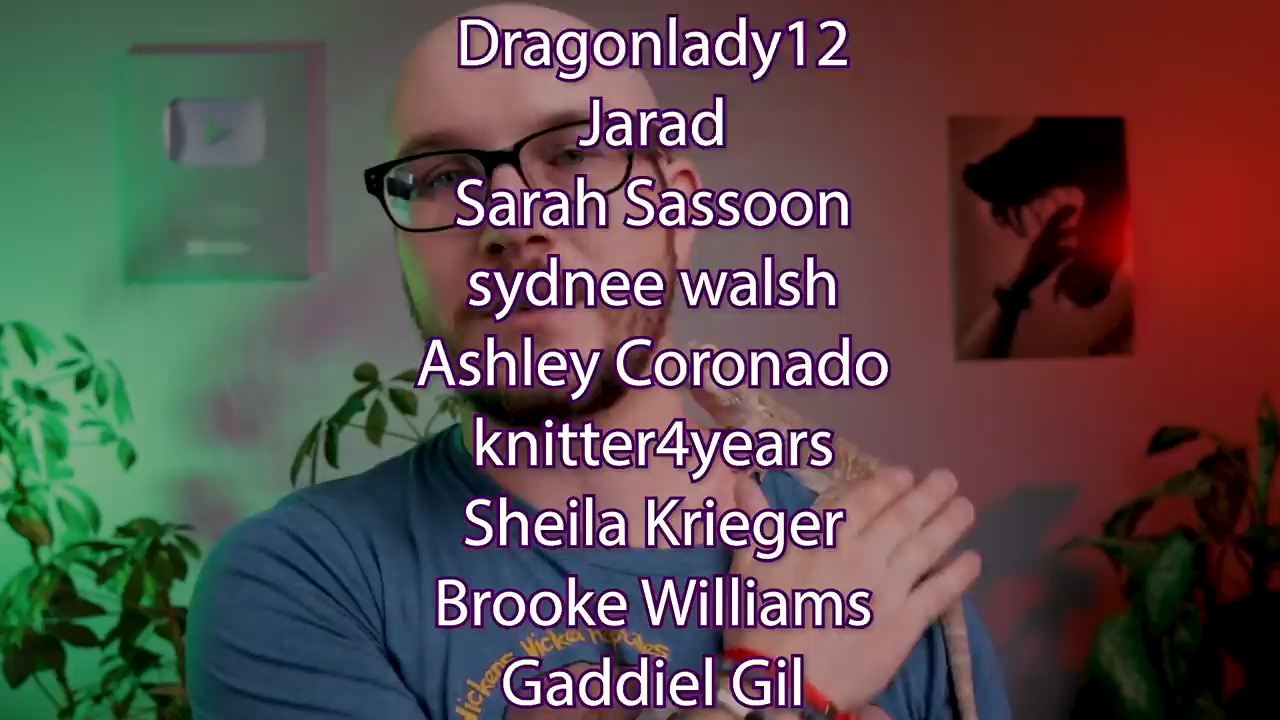 Dragonlady12
Jarad
Sarah Sassoon
sydnee walsh
Ashley Coronado
knitter4years
Sheila Krieger
Brooke Williams
Gaddiel Gil